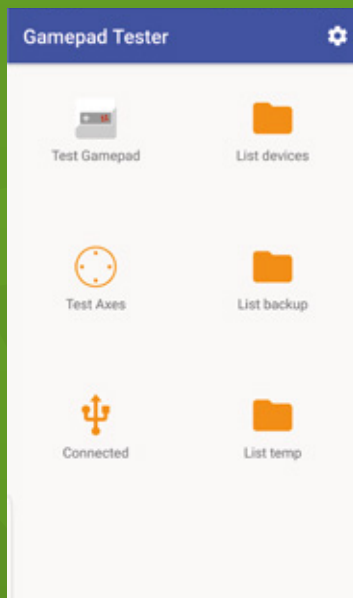 Gamepad Tester
Test Gamepad
List devices
Test Axes
List backup
Connected
List temp